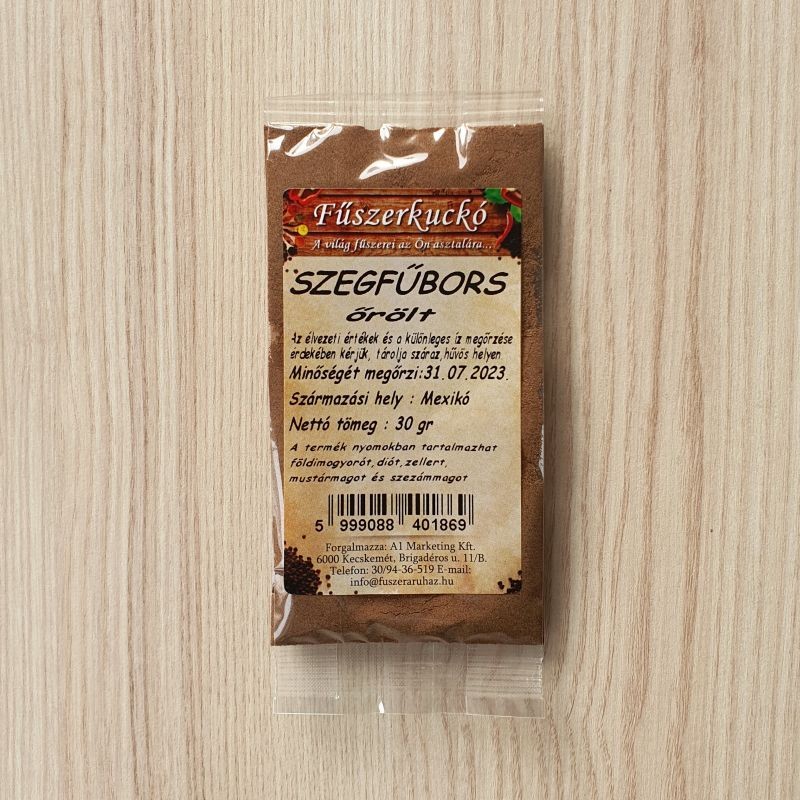 Fűszerkuckó
A világ fűszerei az Ön asztalára...
SZEGFŰBORS
őrölt
Az élvezeti értékek és a különleges íz megőrzése
érdekében kérjük, tárolja száraz,hűvös helyen
Minőségét megőrzi:31.07.2023.
Származási hely : Mexikó
Nettó tömeg : 30 gr
A termék nyomokban tartalmazhat
földimogyorót,diót,zellert,
mustármagot és szezámmagot
5 999088 401869
Forgalmazza: A1 Marketing Kft.
6000 Kecskemét, Brigadéros u. 11/B.
Telefon: 30/94-36-519 E-mail:
info@fuszeraruhaz.hu